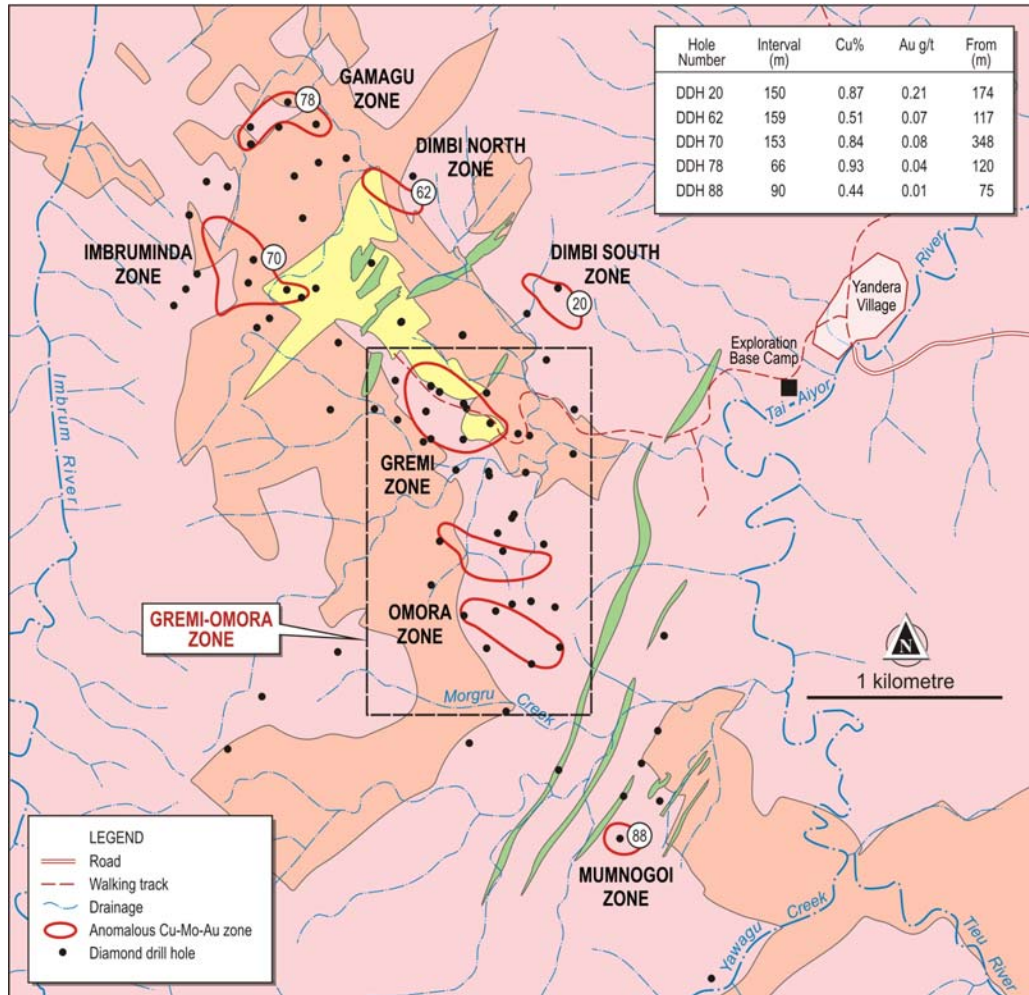 Hole Number Interval (m) Cu% Au g/t From (m)
DDH 20 150 0.87 0.21 174
DDH 62 159 0.51 0.07 117
DDH 70 153 0.84 0.08 348
DDH 78 66 0.93 0.04 120
DDH 88 90 0.44 0.01 75
GAMAGU
ZONE
78
DIMBI NORTH
ZONE
62
IMBRUMINDA
ZONE
70
DIMBI SOUTH
ZONE
20
River
Yandera
Village
Exploration
Base Camp
Tai - Aiyor
Imbrum River
GREMI
ZONE
OMORA
ZONE
GREMI-OMORA
ZONE
N
1 kilometre
Morgru Creek
88
MUMNOGOI
ZONE
Yawagu Creek
Tieu River
LEGEND
Road
Walking track
Drainage
Anomalous Cu-Mo-Au zone
Diamond drill hole